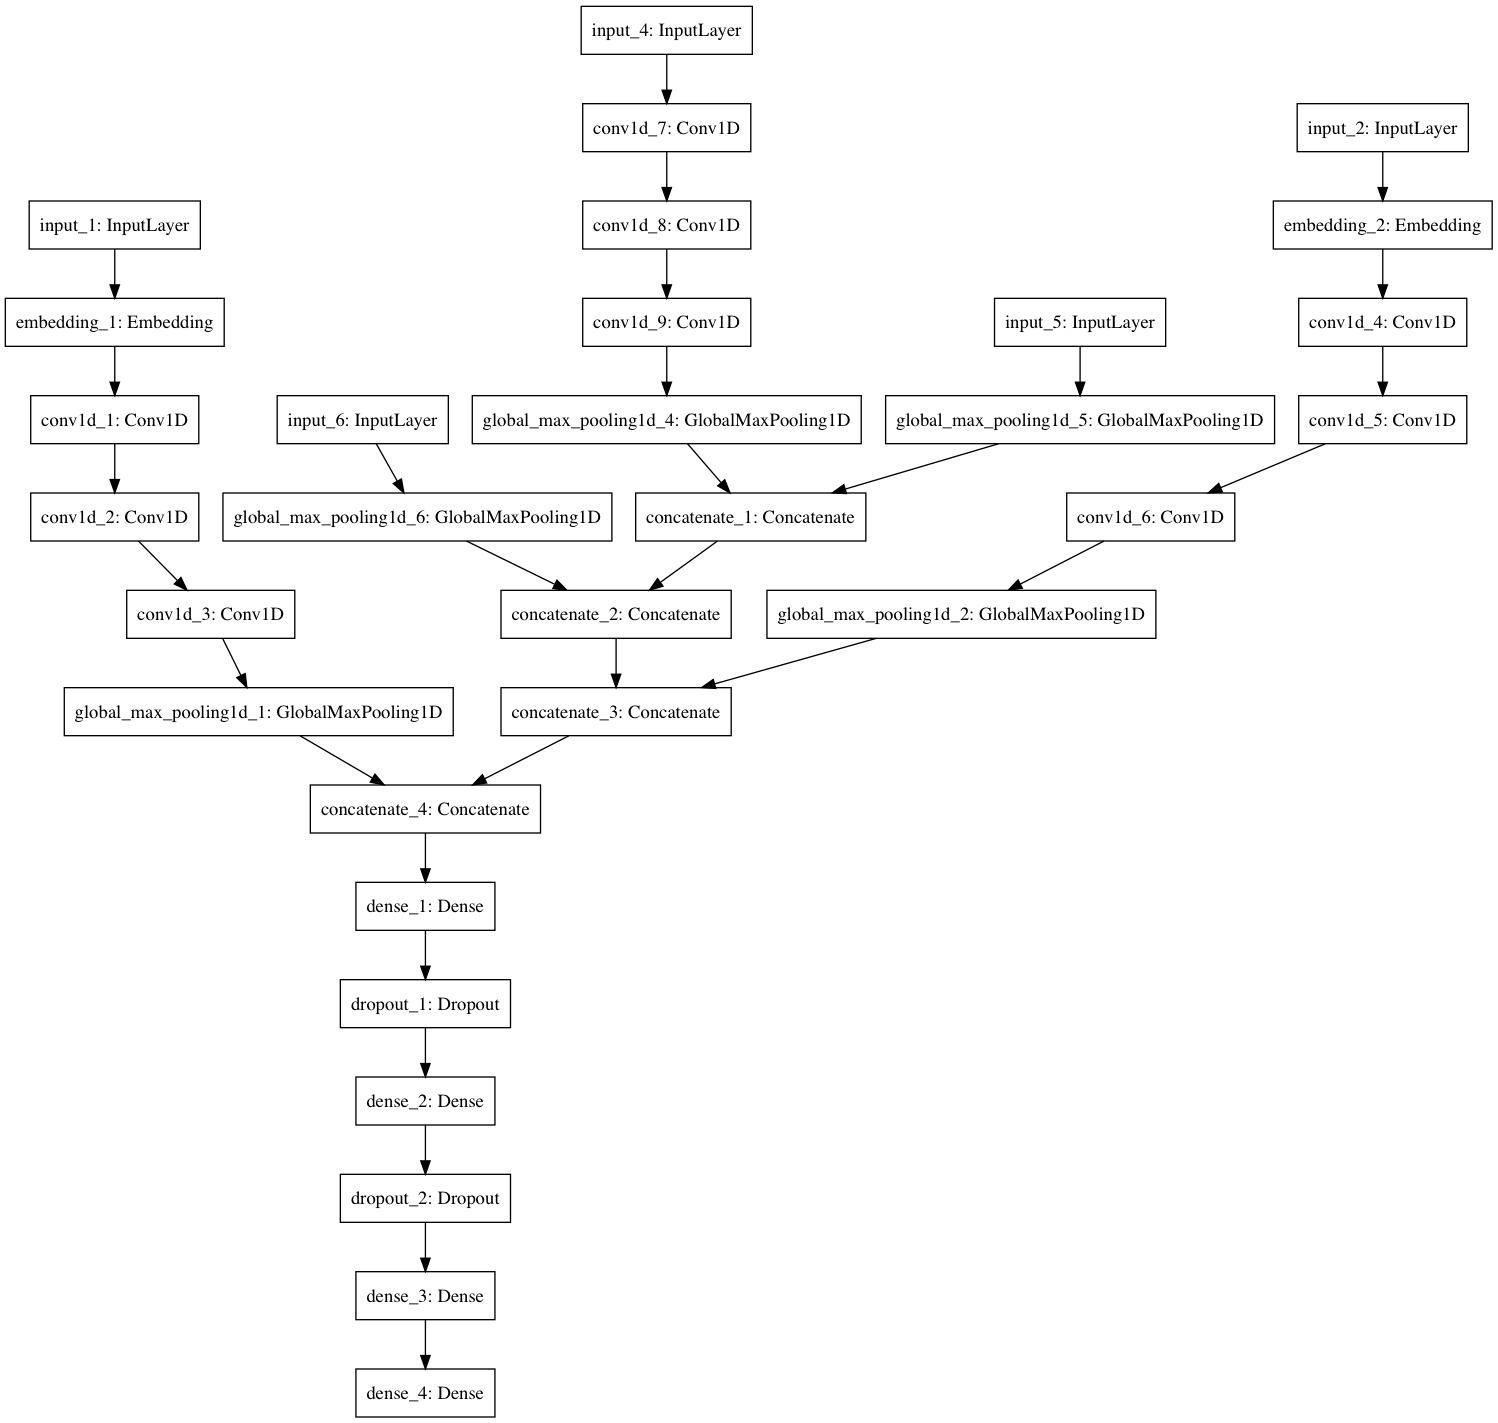 input_4: InputLayer
conv1d_7: Conv1D
input_2: InputLayer
input_1: InputLayer
conv1d_8: Conv1D
embedding_2: Embedding
embedding_1: Embedding
conv1d_9: Conv1D
input_5: InputLayer
conv1d_4: Conv1D
conv1d_1: Conv1D
input_6: InputLayer
global_max_pooling1d_4: GlobalMaxPooling1D
global_max_pooling1d_5: GlobalMaxPooling1D
conv1d_5: Conv1D
conv1d_2: Conv1D
global_max_pooling1d_6: GlobalMaxPooling1D
concatenate_1: Concatenate
conv1d_6: Conv1D
conv1d_3: Conv1D
concatenate_2: Concatenate
global_max_pooling1d_2: GlobalMaxPooling1D
global_max_pooling1d_1: GlobalMaxPooling1D
concatenate_3: Concatenate
concatenate_4: Concatenate
dense_1: Dense
dropout_1: Dropout
dense_2: Dense
dropout_2: Dropout
dense_3: Dense
dense_4: Dense